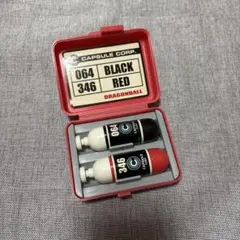 C CAPSULE CORP.
064 BLACK
346 RED
DRAGONBALL
064
C
346
C